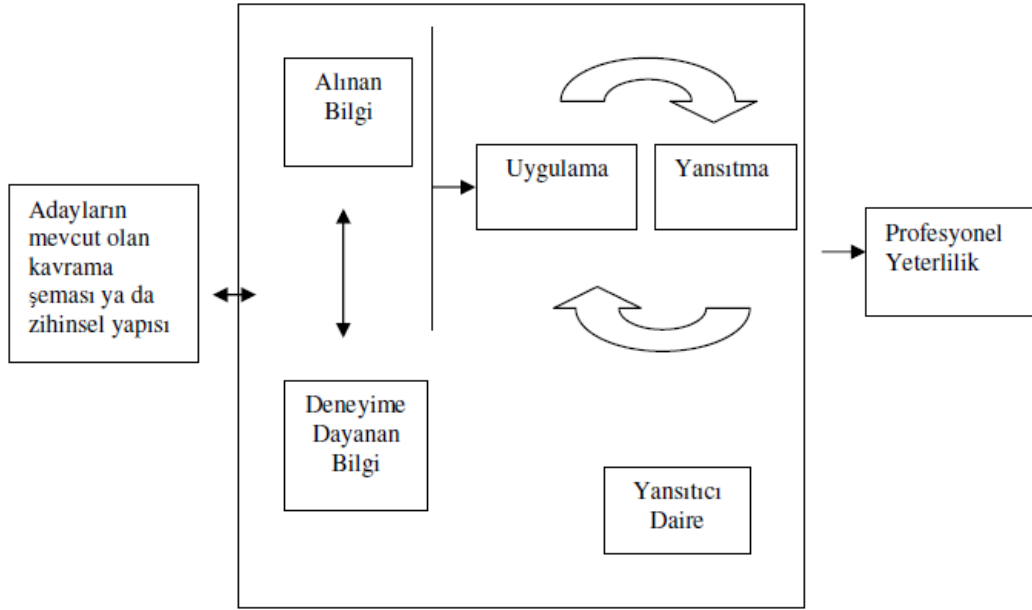 Adayların
mevcut olan
kavrama
şeması ya da
zihinsel yapısı
Alınan
Bilgi
Deneyime
Dayanan
Bilgi
Uygulama
Yansıtma
Yansıtıcı
Daire
Profesyonel
Yeterlilik